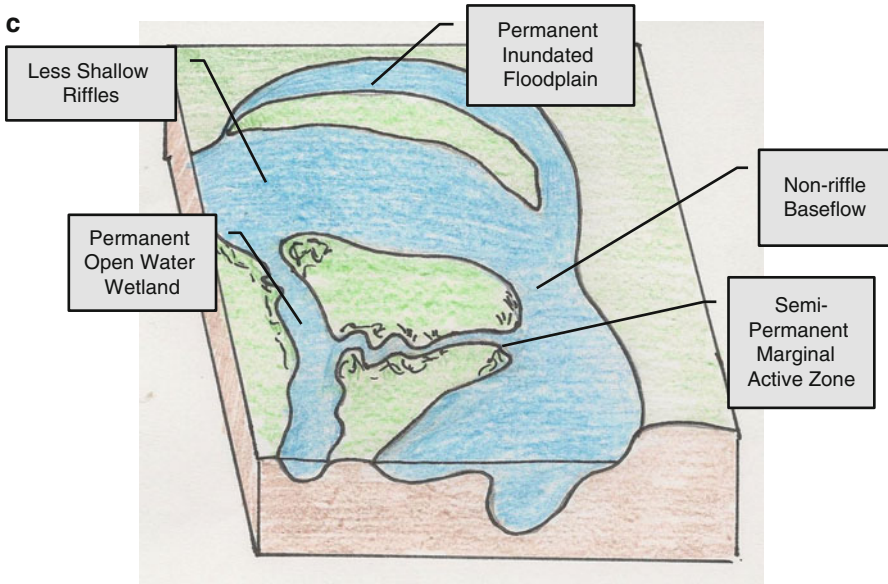 c
Less Shallow
Riffles
Permanent
Inundated
Floodplain
Non-riffle
Baseflow
Permanent
Open Water
Wetland
Semi-
Permanent
Marginal
Active Zone